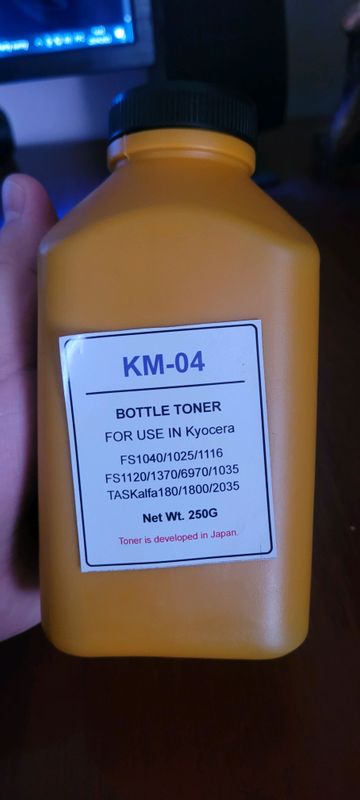 KM-04
BOTTLE TONER
FOR USE IN Kyocera
FS1040/1025/1116
FS1120/1370/6970/1035
TASKalfa180/1800/2035
Net Wt. 250G
Toner is developed in Japan.